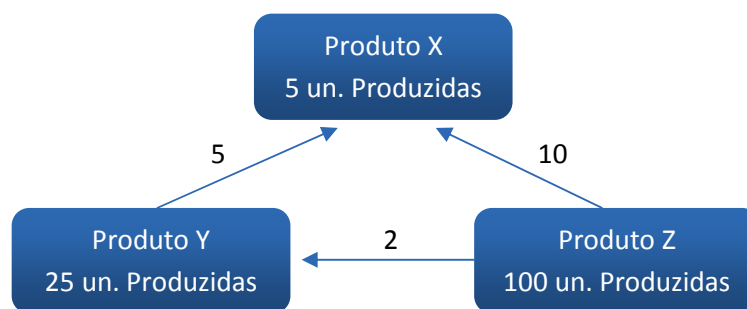 Produto X
5 un. Produzidas
5
10
Produto Y
25 un. Produzidas
2
Produto Z
100 un. Produzidas